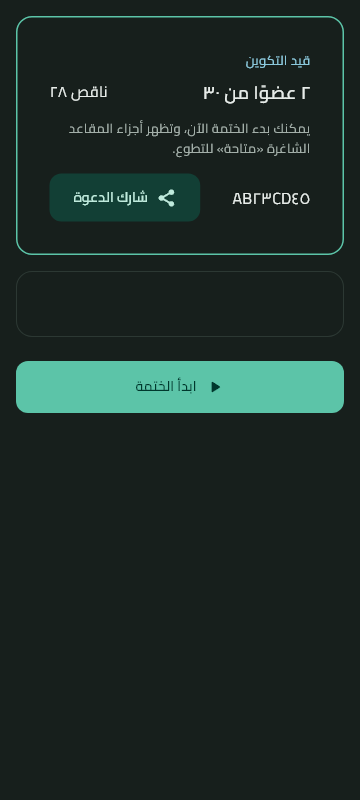 قيد التكوين
٢ عضوًا من ٣٠
ناقص ٢٨
يمكنك بدء الختمة الآن، وتظهر أجزاء المقاعد
الشاغرة «متاحة» للتطوع.
AB٢٣CD٤٥
شارك الدعوة
ابدأ الختمة